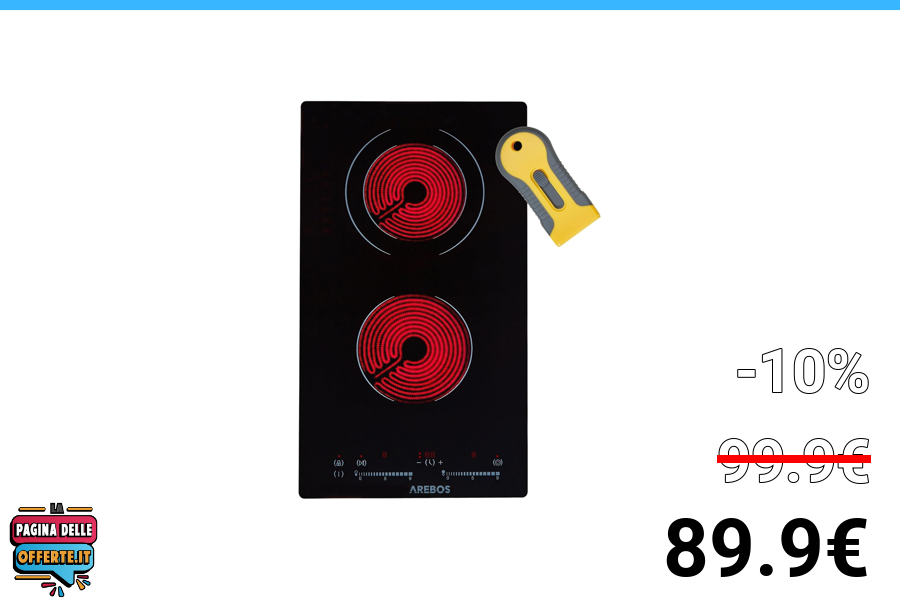 -10%
99.9€
89.9€
AREBOS
LA
PAGINA DELLE
OFFERTE.IT